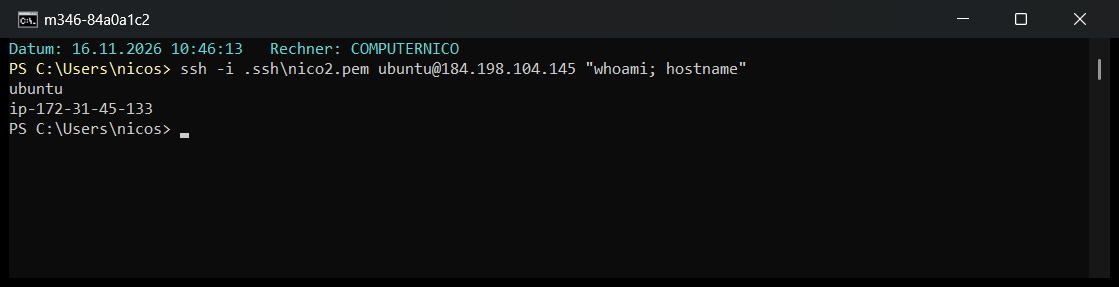 m346-84a0a1c2
Datum: 16.11.2026 10:46:13   Rechner: COMPUTERNICO
PS C:\Users\nicos> ssh -i .ssh\nico2.pem ubuntu@184.198.104.145 "whoami; hostname"
ubuntu
ip-172-31-45-133
PS C:\Users\nicos>